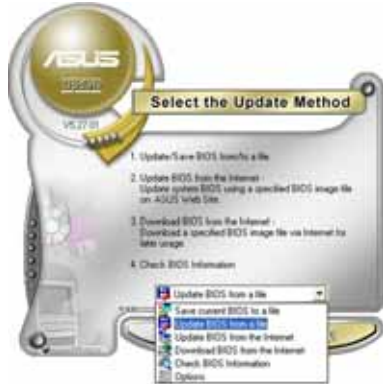 ASUS
Update
V6.27.01
Select the Update Method
1. Update/Save BIOS from/to a file
2. Update BIOS from the Internet -
Update system BIOS using a specified BIOS image file
on ASUS Web Site.
3. Download BIOS from the Internet -
Download a specified BIOS image file via Internet for
later usage.
4. Check BIOS Information
Update BIOS from a file
Save current BIOS to a file
Update BIOS from a file
Update BIOS from the Internet
Download BIOS from the Internet
Check BIOS Information
Options